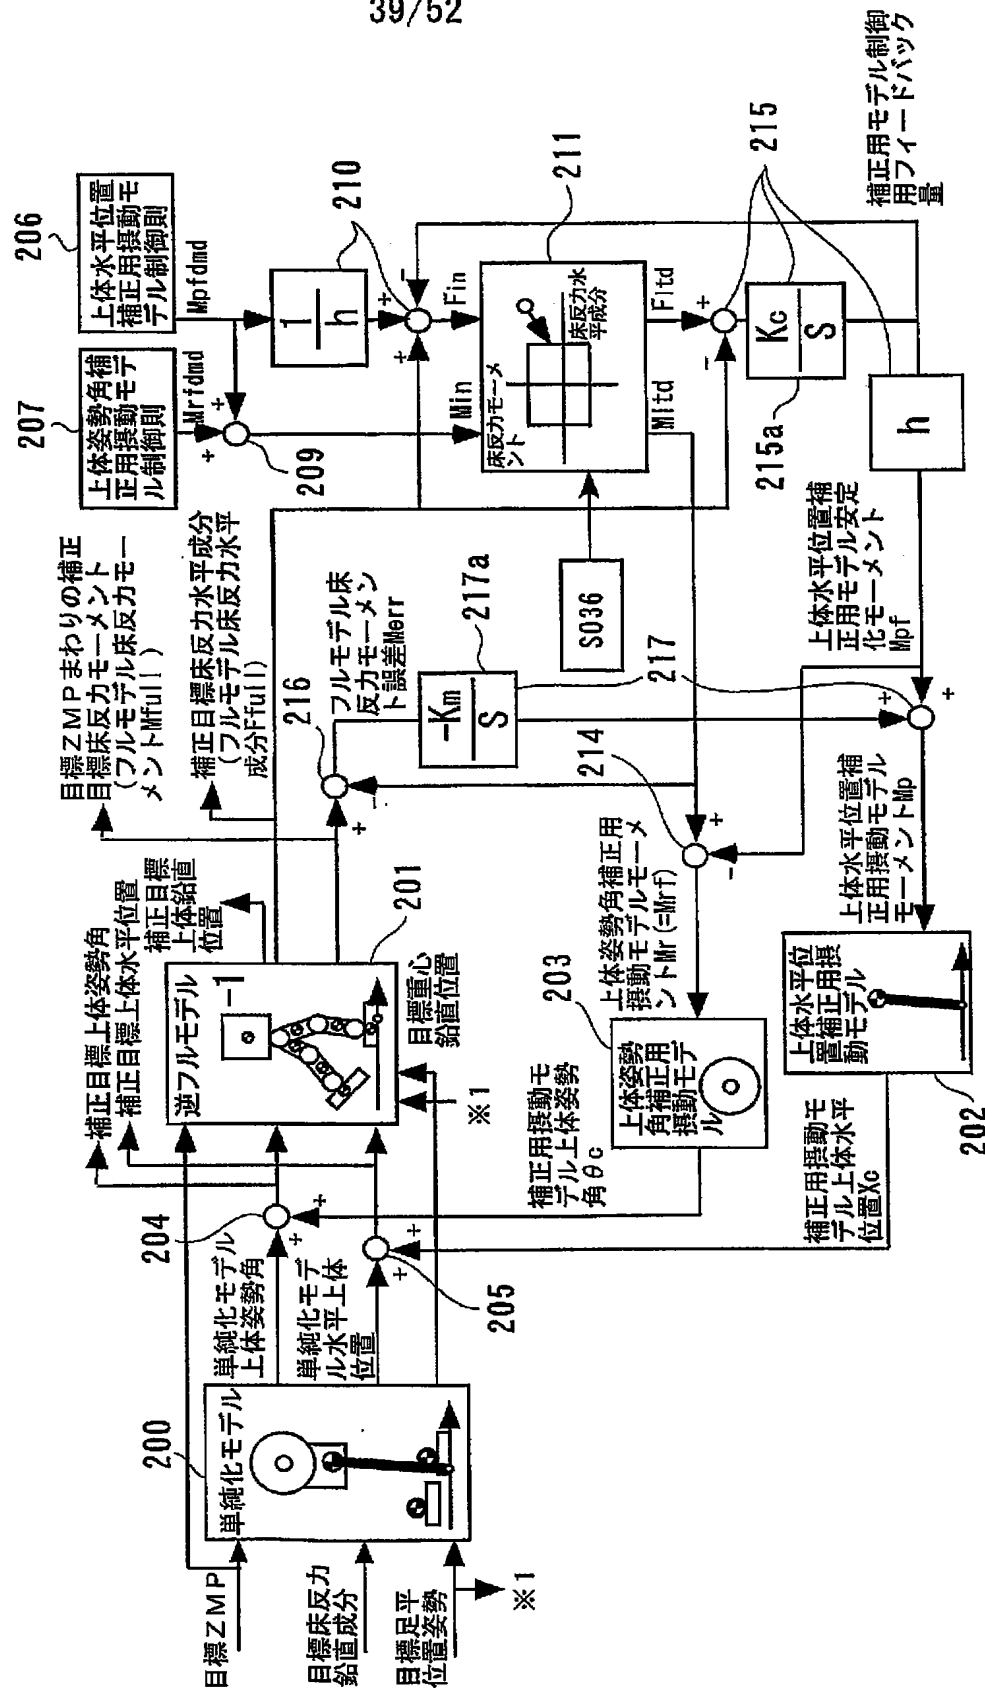 39/52
206
上体水平位置
補正用摂動モ
デル制御則
207
上体姿勢角補
正用摂動モデ
ル制御則
Mpfdmd
Mrfdmd
+
+
209
210
1
h
+
+
-
Fin
Min
211
床反力モーメ
ント
床反力水
平成分
Fltd
Mltd
S036
215
+
-
Kc
S
215a
h
補正用モデル制御
用フィードバック
量
上体水平位置補
正用モデル安定
化モーメント
Mpf
目標ZMPまわりの補正
目標床反力モーメント
(フルモデル床反力モー
メントMfull)
補正目標床反力水平成分
(フルモデル床反力水平
成分Ffull)
216
+
-
フルモデル床
反力モーメン
ト誤差Merr
217a
-Km
S
217
+
+
214
+
-
上体水平位置補
正用摂動モデル
モーメントMp
上体姿勢角補正用
摂動モデルモーメ
ントMr(=Mrf)
補正目標上体姿勢角
補正目標上体水平位置
補正目標
上体鉛直
位置
201
逆フルモデル
-1
目標重心
鉛直位置
※1
203
上体姿勢
角補正用
摂動モデ
ル
補正用摂動モ
デル上体姿勢
角θc
202
上体水平位
置補正用摂
動モデル
補正用摂動モ
デル上体水平
位置Xc
204
+
+
205
+
+
単純化モデル
上体姿勢角
単純化モデ
ル水平上体
位置
200
単純化モデル
目標ZMP
目標床反力
鉛直成分
目標足平
位置姿勢
※1